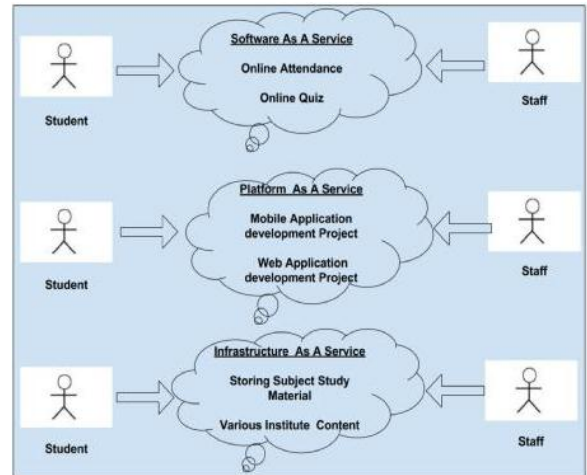 Software As A Service
Online Attendance
Online Quiz
Student
Staff
Platform As A Service
Mobile Application
development Project
Web Application
development Project
Student
Staff
Infrastructure As A Service
Storing Subject Study
Material
Various Institute Content
Student
Staff